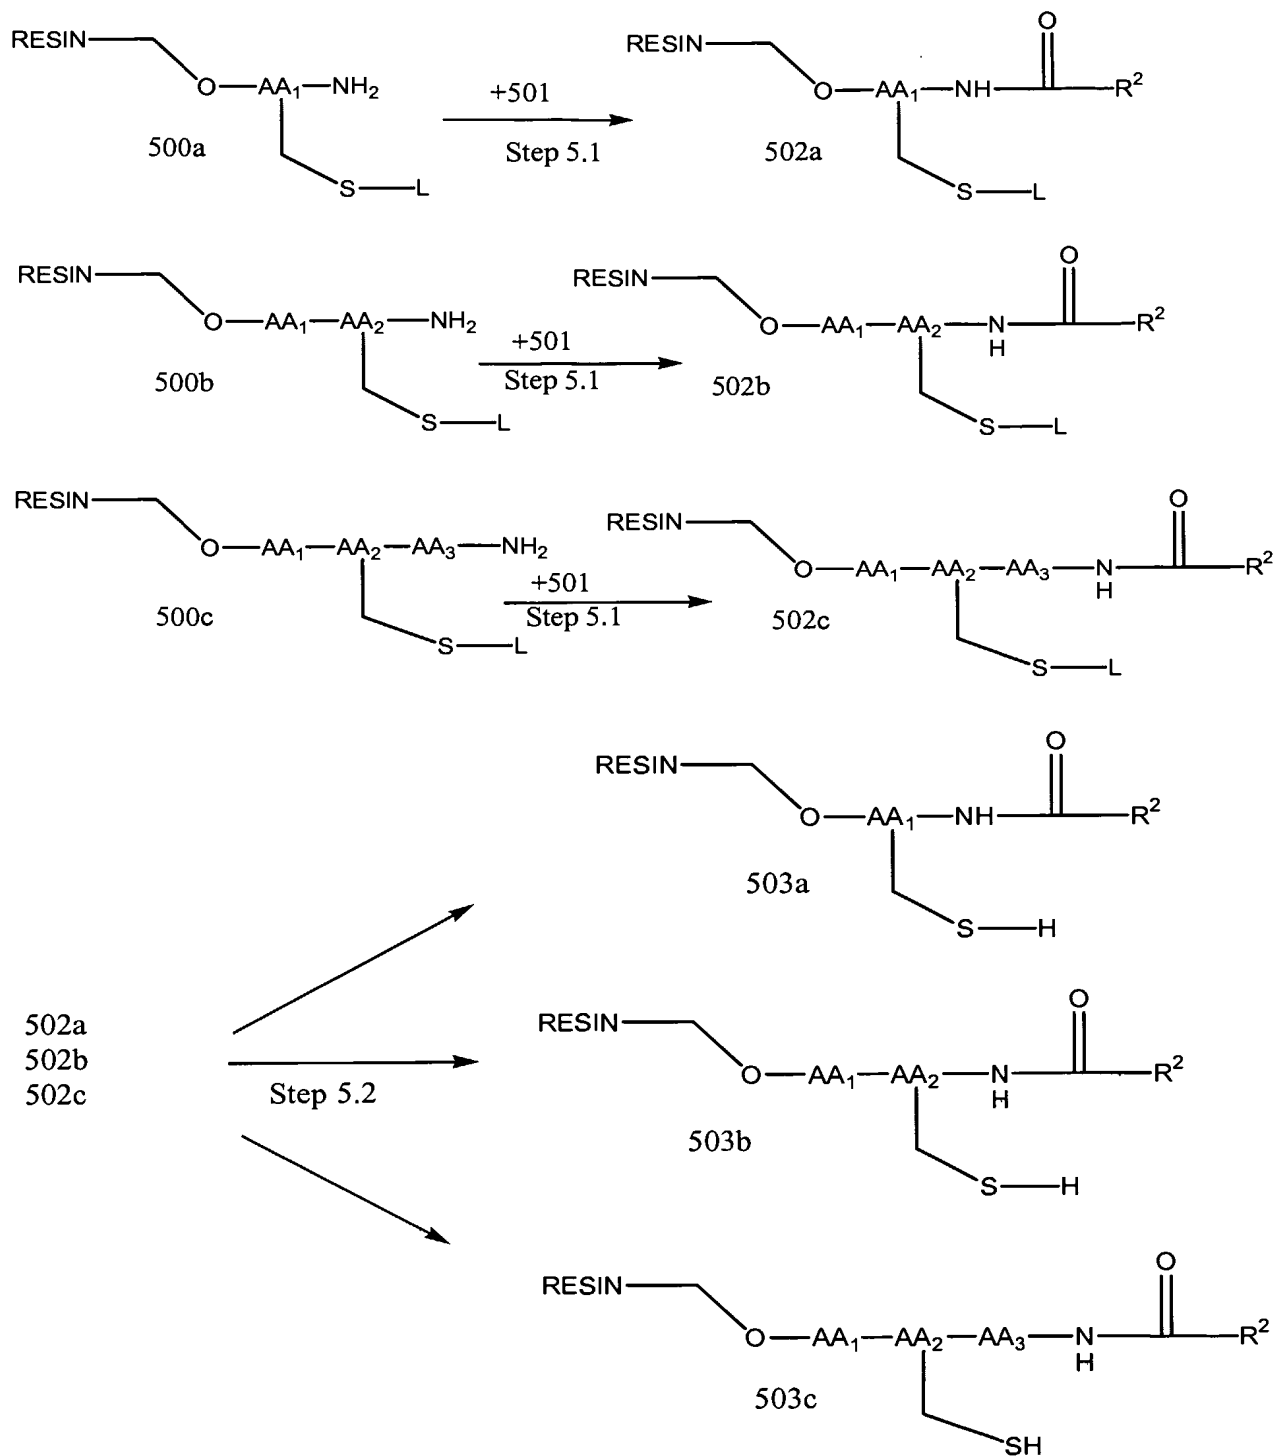 RESIN O AA1 NH2 S L
500a
+501
Step 5.1
RESIN O AA1 NH O R2 S L
502a
RESIN O AA1 AA2 NH2 S L
500b
+501
Step 5.1
RESIN O AA1 AA2 N H O R2 S L
502b
RESIN O AA1 AA2 AA3 NH2 S L
500c
+501
Step 5.1
RESIN O AA1 AA2 AA3 N H O R2 S L
502c
502a
502b
502c
Step 5.2
RESIN O AA1 NH O R2 S H
503a
RESIN O AA1 AA2 N H O R2 S H
503b
RESIN O AA1 AA2 AA3 N H O R2 SH
503c